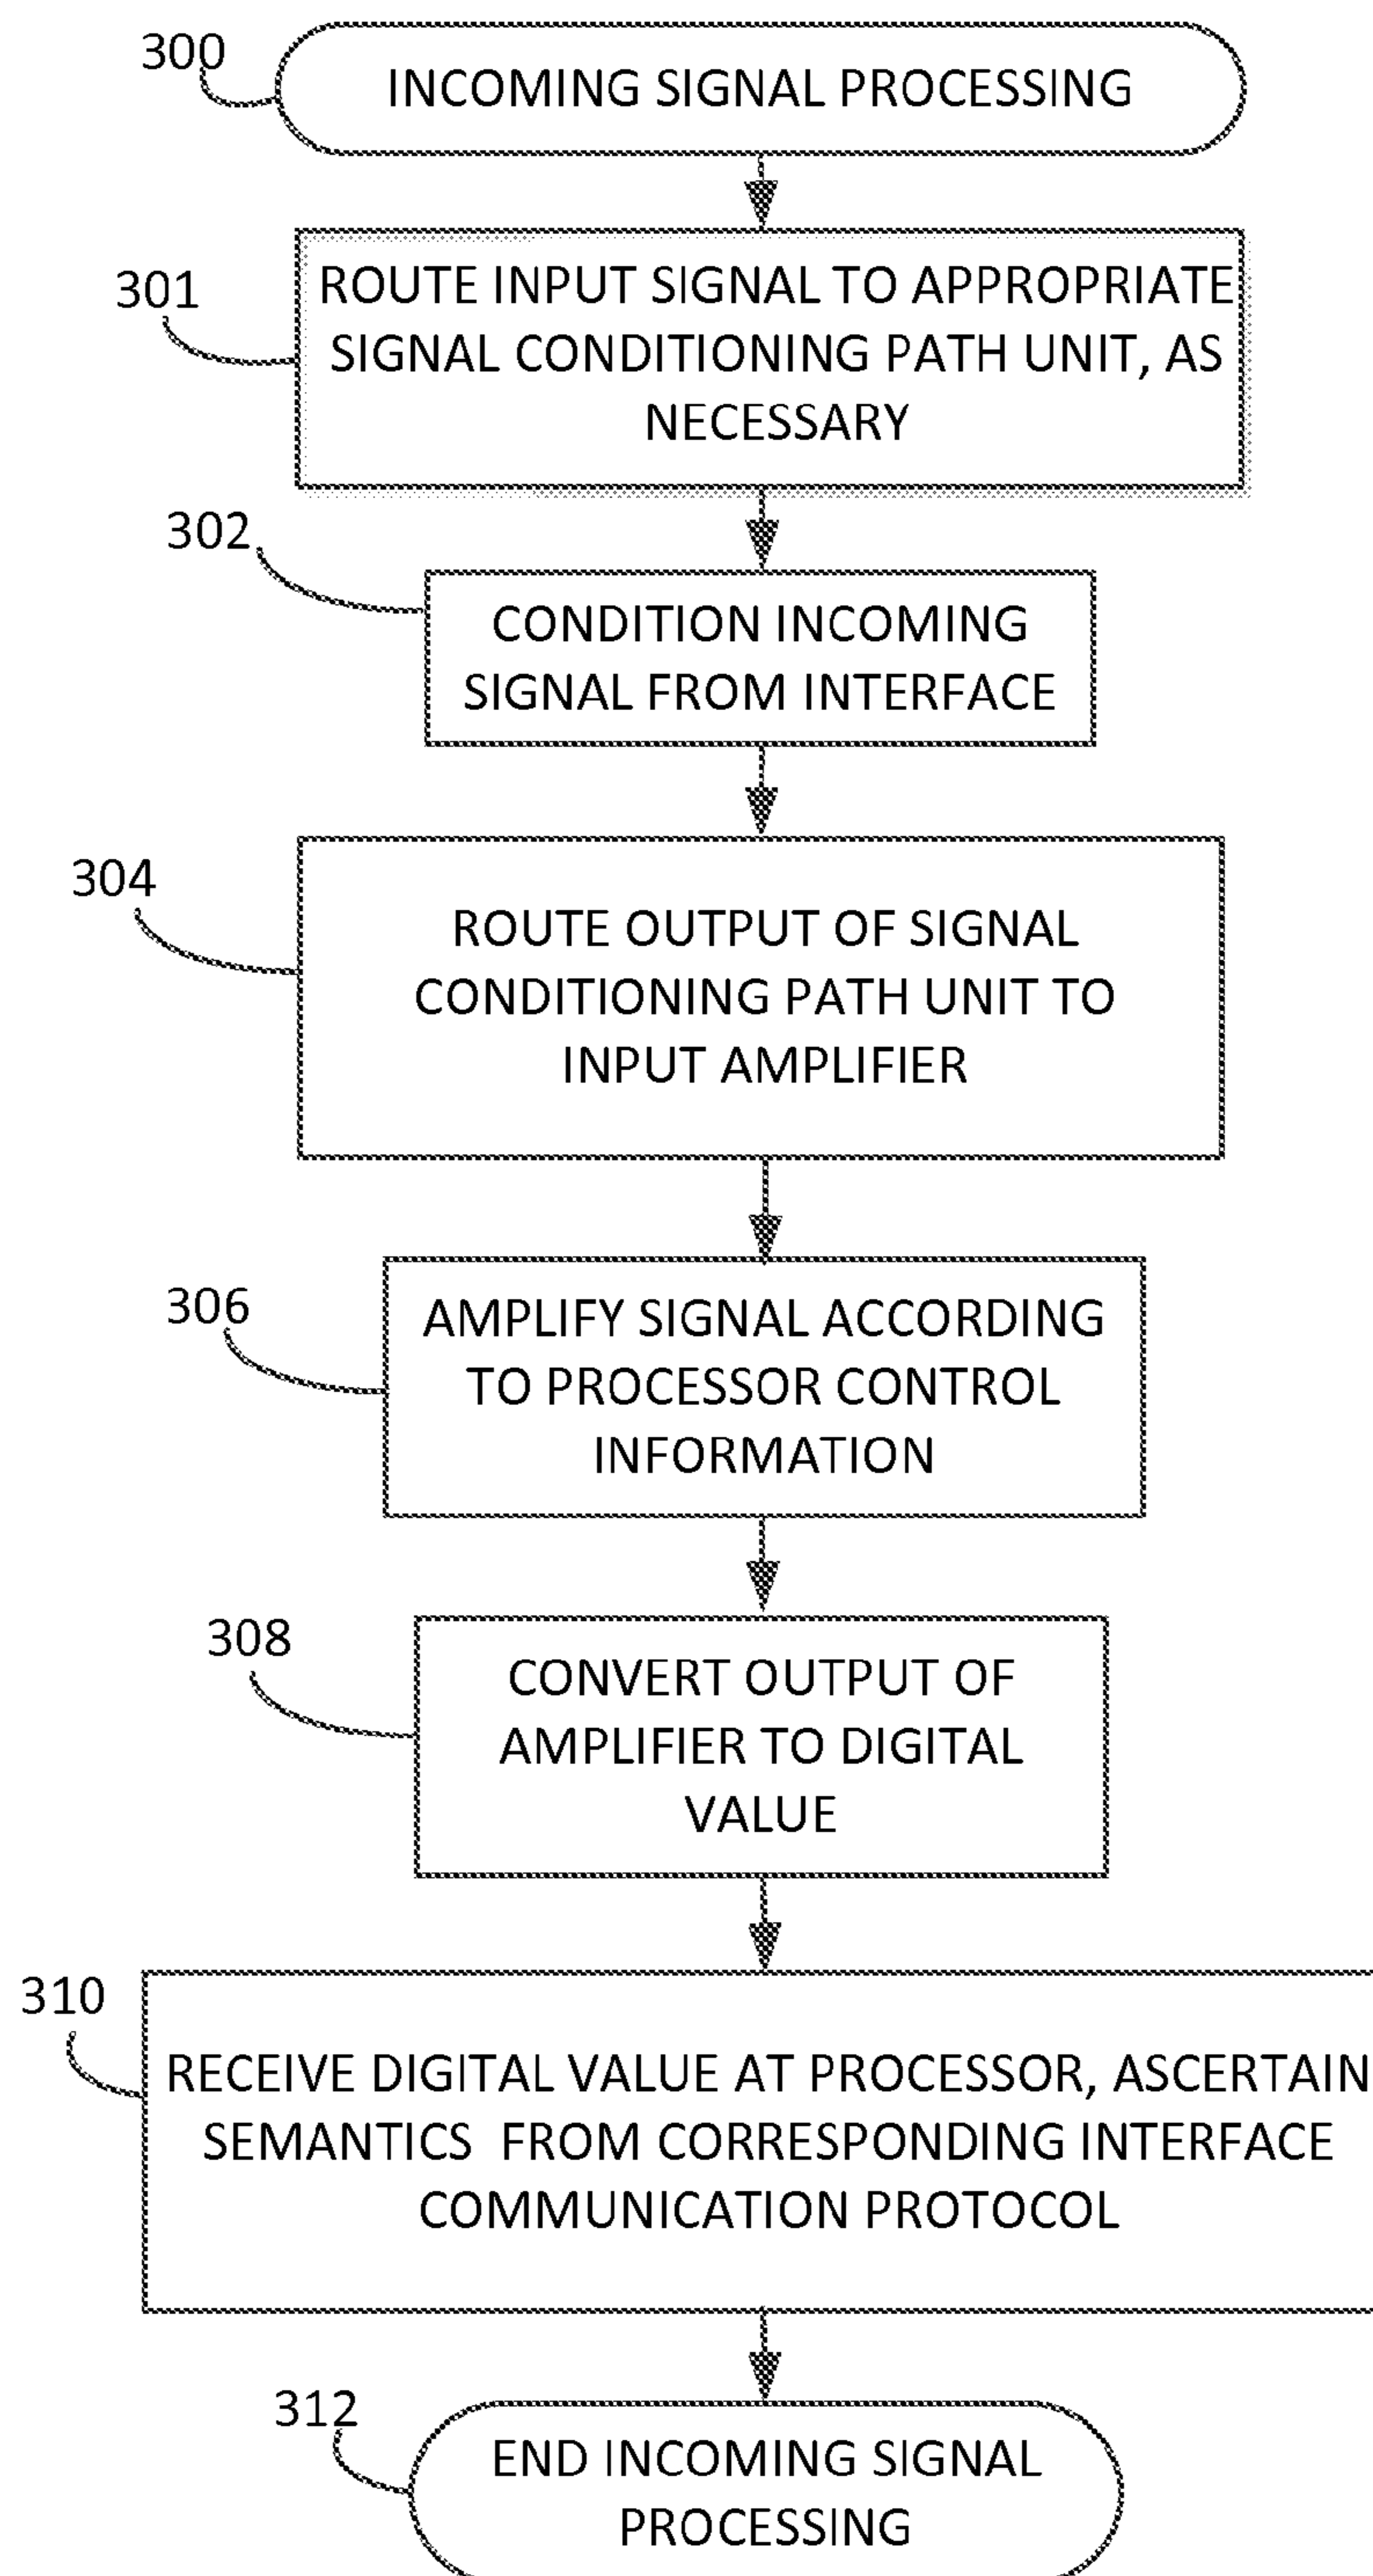 300
INCOMING SIGNAL PROCESSING
301
ROUTE INPUT SIGNAL TO APPROPRIATE
SIGNAL CONDITIONING PATH UNIT, AS
NECESSARY
302
CONDITION INCOMING
SIGNAL FROM INTERFACE
304
ROUTE OUTPUT OF SIGNAL
CONDITIONING PATH UNIT TO
INPUT AMPLIFIER
306
AMPLIFY SIGNAL ACCORDING
TO PROCESSOR CONTROL
INFORMATION
308
CONVERT OUTPUT OF
AMPLIFIER TO DIGITAL
VALUE
310
RECEIVE DIGITAL VALUE AT PROCESSOR, ASCERTAIN
SEMANTICS FROM CORRESPONDING INTERFACE
COMMUNICATION PROTOCOL
312
END INCOMING SIGNAL
PROCESSING